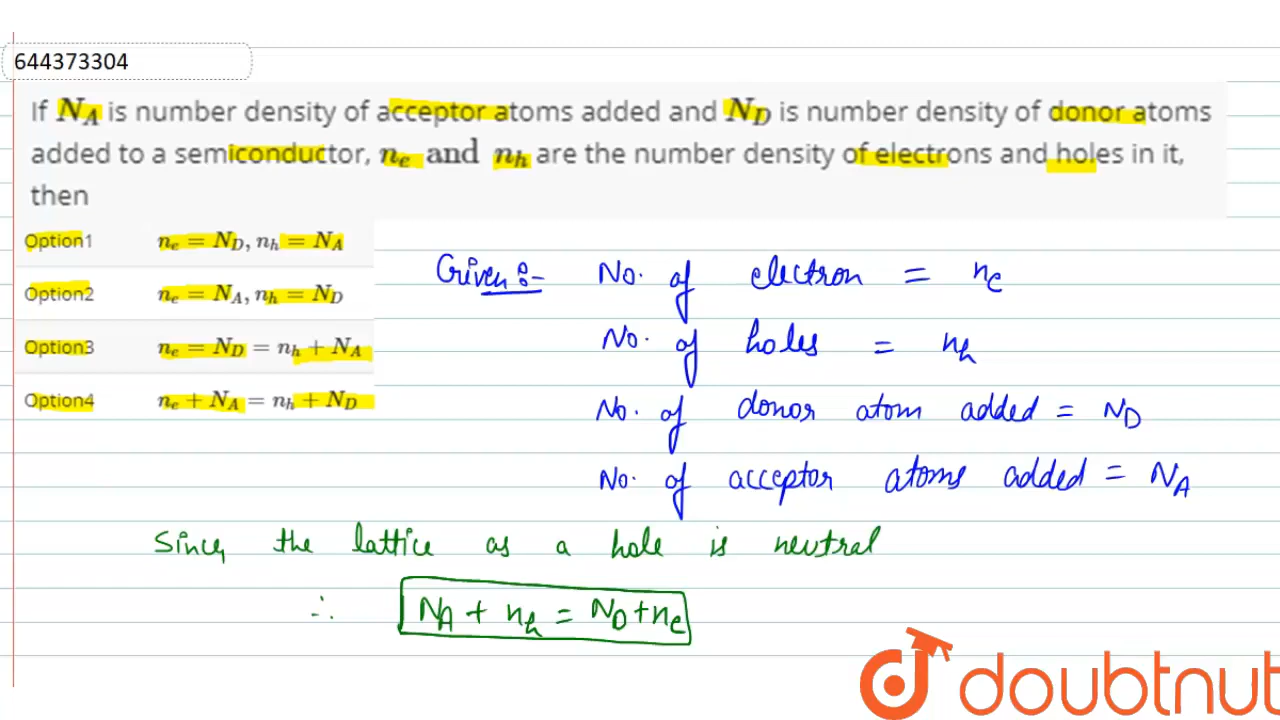 644373304
If N_A is number density of acceptor atoms added and N_D is number density of donor atoms
added to a semiconductor, n_e and n_h are the number density of electrons and holes in it,
then
Option1 n_e = N_D, n_h = N_A
Option2 n_e = N_A, n_h = N_D
Option3 n_e = N_D = n_h + N_A
Option4 n_e + N_A = n_h + N_D
Given :- No. of electron = n_e
No. of holes = n_h
No. of donor atom added = N_D
No. of acceptor atoms added = N_A
Since the lattice as a hole is neutral
∴ N_A + n_h = N_D + n_e
doubtnut